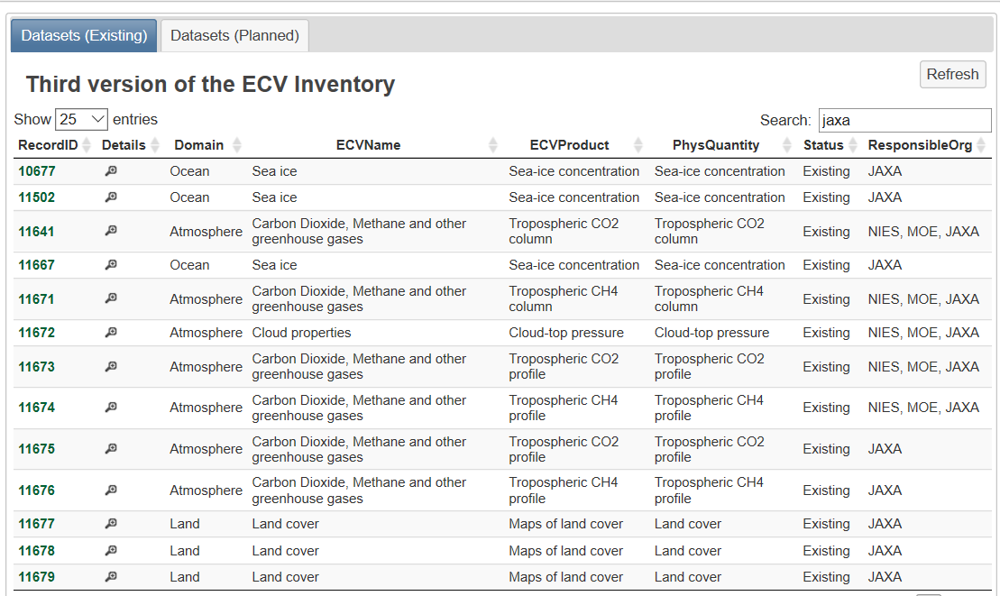 Datasets (Existing) Datasets (Planned)
Third version of the ECV Inventory
Refresh
Show 25 entries
Search: jaxa
RecordID Details Domain ECVName ECVProduct PhysQuantity Status ResponsibleOrg
10677 Ocean Sea ice Sea-ice concentration Sea-ice concentration Existing JAXA
11502 Ocean Sea ice Sea-ice concentration Sea-ice concentration Existing JAXA
11641 Atmosphere Carbon Dioxide, Methane and other greenhouse gases Tropospheric CO2 column Tropospheric CO2 column Existing NIES, MOE, JAXA
11667 Ocean Sea ice Sea-ice concentration Sea-ice concentration Existing JAXA
11671 Atmosphere Carbon Dioxide, Methane and other greenhouse gases Tropospheric CH4 column Tropospheric CH4 column Existing NIES, MOE, JAXA
11672 Atmosphere Cloud properties Cloud-top pressure Cloud-top pressure Existing NIES, MOE, JAXA
11673 Atmosphere Carbon Dioxide, Methane and other greenhouse gases Tropospheric CO2 profile Tropospheric CO2 profile Existing NIES, MOE, JAXA
11674 Atmosphere Carbon Dioxide, Methane and other greenhouse gases Tropospheric CH4 profile Tropospheric CH4 profile Existing NIES, MOE, JAXA
11675 Atmosphere Carbon Dioxide, Methane and other greenhouse gases Tropospheric CO2 profile Tropospheric CO2 profile Existing JAXA
11676 Atmosphere Carbon Dioxide, Methane and other greenhouse gases Tropospheric CH4 profile Tropospheric CH4 profile Existing JAXA
11677 Land Land cover Maps of land cover Land cover Existing JAXA
11678 Land Land cover Maps of land cover Land cover Existing JAXA
11679 Land Land cover Maps of land cover Land cover Existing JAXA